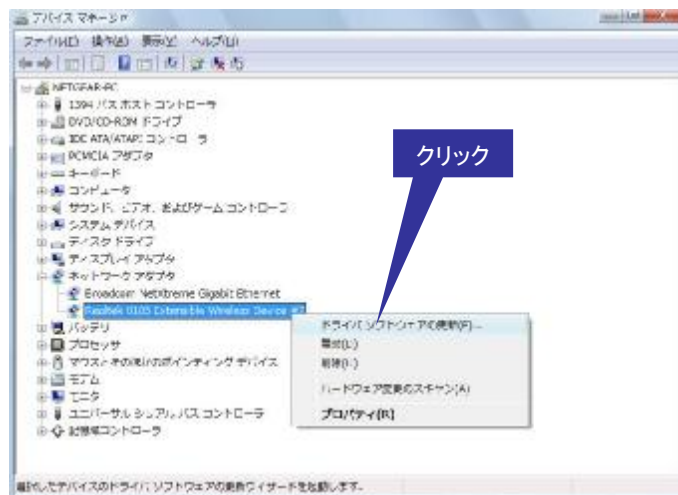 デバイス マネージャ
ファイル(F) 操作(A) 表示(V) ヘルプ(H)
NETGEAR-PC
1394 バス ホスト コントローラ
DVD/CD-ROM ドライブ
IDE ATA/ATAPI コントローラ
PCMCIA アダプタ
キーボード
コンピュータ
サウンド、ビデオ、およびゲーム コントローラ
システム デバイス
ディスク ドライブ
ディスプレイ アダプタ
ネットワーク アダプタ
Broadcom NetXtreme Gigabit Ethernet
Realtek Extensible Wireless Device
バッテリ
プロセッサ
マウスとそのほかのポインティング デバイス
モデム
モニタ
ユニバーサル シリアル バス コントローラ
記憶域コントローラ
クリック
ドライバ ソフトウェアの更新(P)...
無効(D)
削除(U)
ハードウェア変更のスキャン(A)
プロパティ(R)
選択したデバイスのドライバ ソフトウェアの更新ウィザードを起動します。